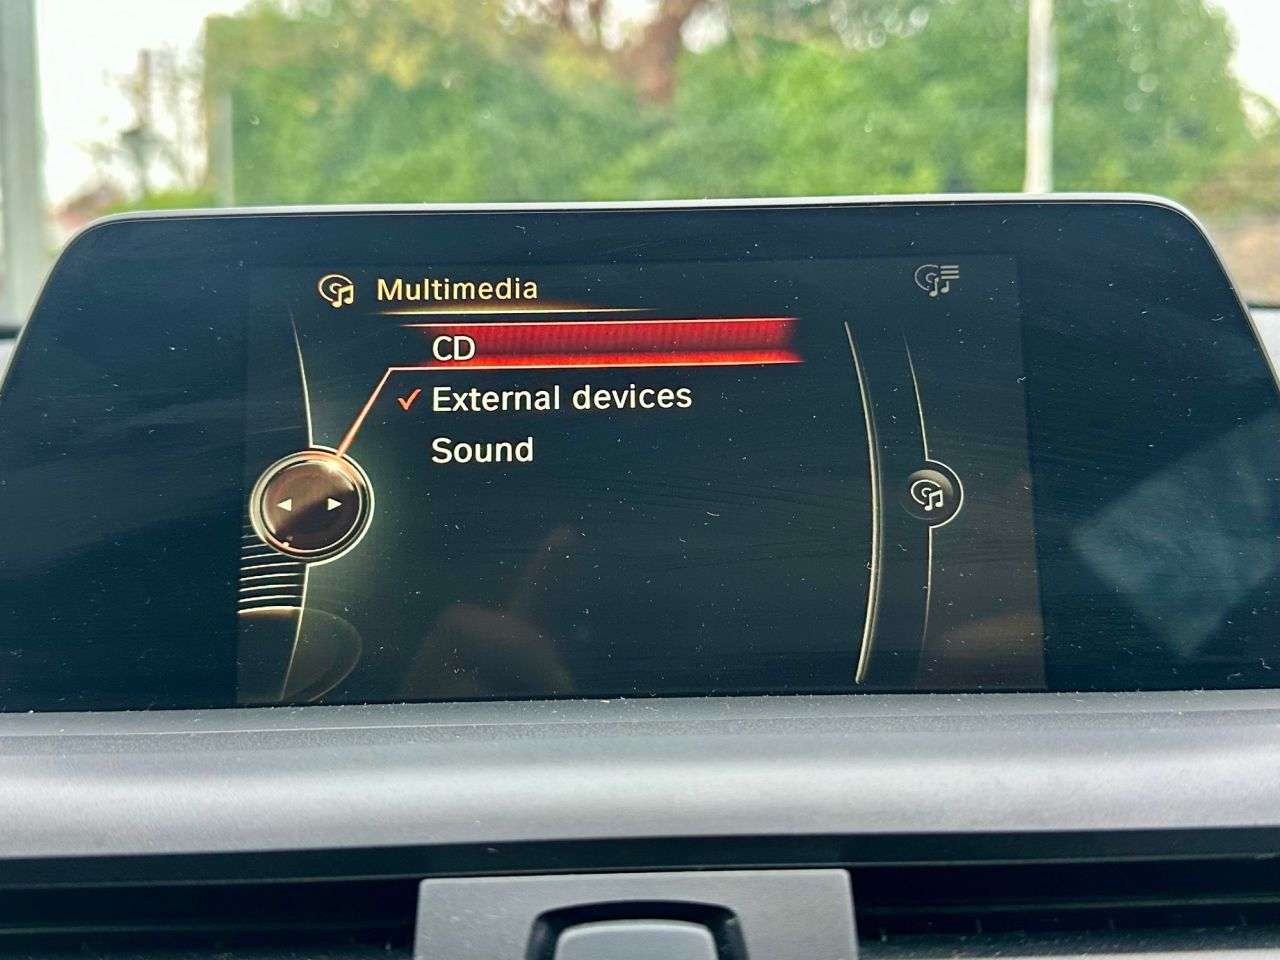 Multimedia
CD
External devices
Sound